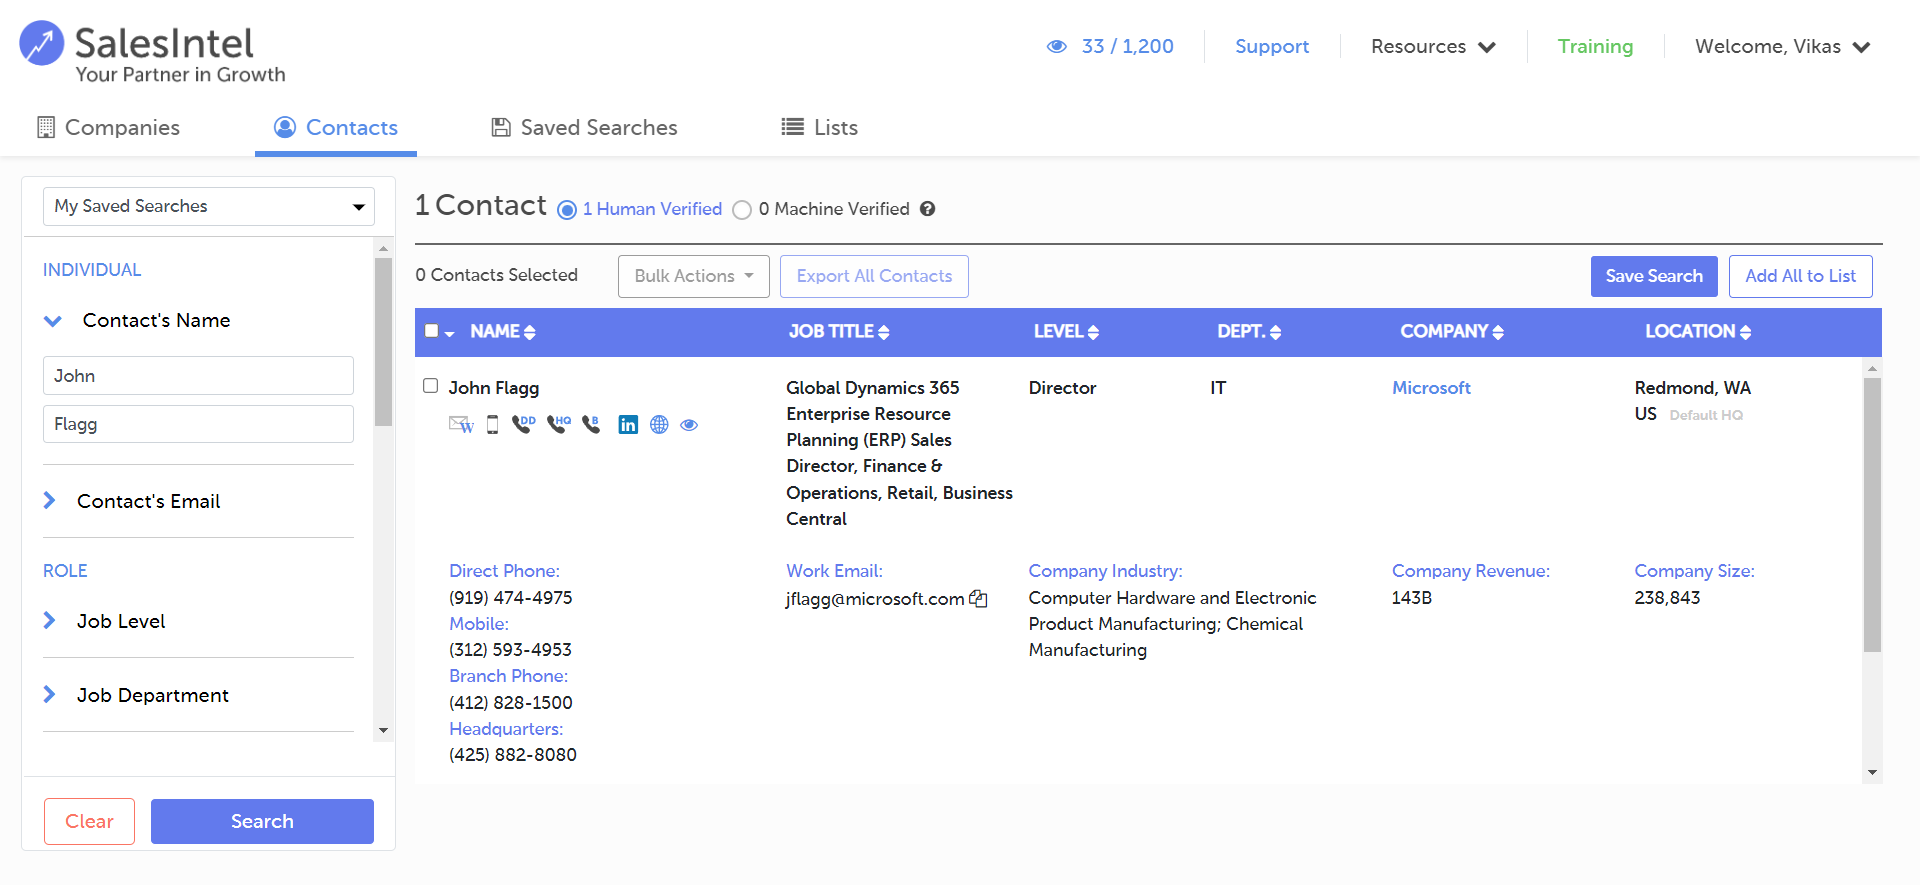 SalesIntel
Your Partner in Growth
33 / 1,200
Support
Resources
Training
Welcome, Vikas
Companies
Contacts
Saved Searches
Lists
My Saved Searches
INDIVIDUAL
Contact's Name
John
Flagg
Contact's Email
ROLE
Job Level
Job Department
Clear
Search
1 Contact
1 Human Verified
0 Machine Verified
?
0 Contacts Selected
Bulk Actions
Export All Contacts
Save Search
Add All to List
NAME
JOB TITLE
LEVEL
DEPT.
COMPANY
LOCATION
John Flagg
W
DD
HQ
B
in
Global Dynamics 365
Enterprise Resource
Planning (ERP) Sales
Director, Finance &
Operations, Retail, Business
Central
Director
IT
Microsoft
Redmond, WA
US Default HQ
Direct Phone:
(919) 474-4975
Mobile:
(312) 593-4953
Branch Phone:
(412) 828-1500
Headquarters:
(425) 882-8080
Work Email:
jflagg@microsoft.com
Company Industry:
Computer Hardware and Electronic
Product Manufacturing; Chemical
Manufacturing
Company Revenue:
143B
Company Size:
238,843